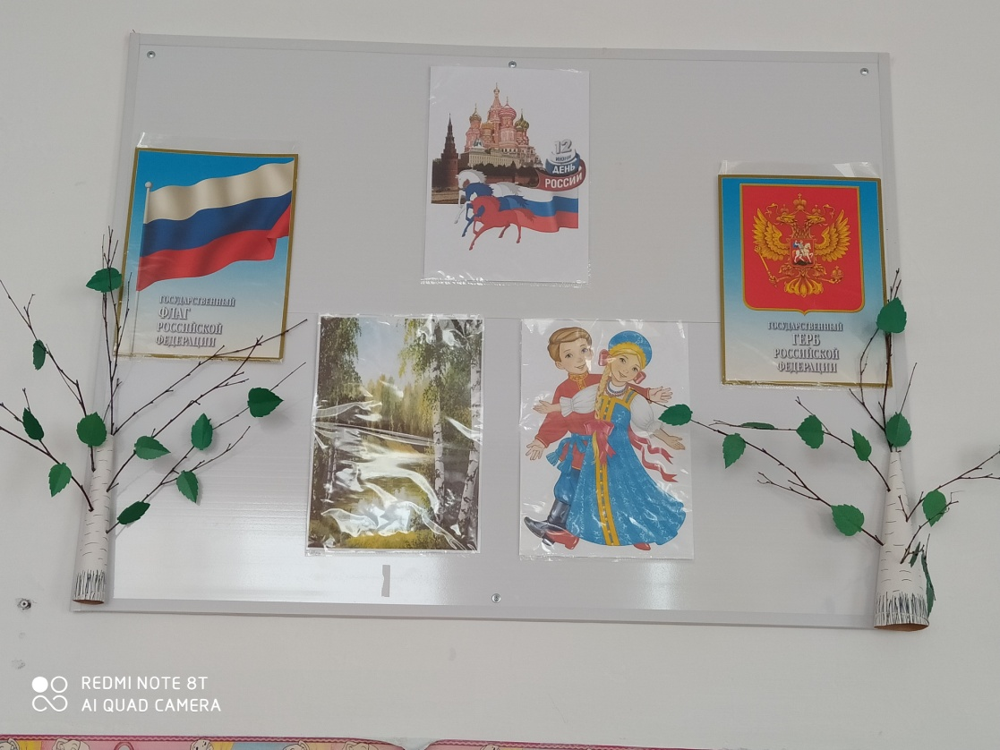 12
ИЮНЯ
ДЕНЬ
РОССИИ
ГОСУДАРСТВЕННЫЙ
ФЛАГ
РОССИЙСКОЙ
ФЕДЕРАЦИИ
ГОСУДАРСТВЕННЫЙ
ГЕРБ
РОССИЙСКОЙ
ФЕДЕРАЦИИ
REDMI NOTE 8T
AI QUAD CAMERA